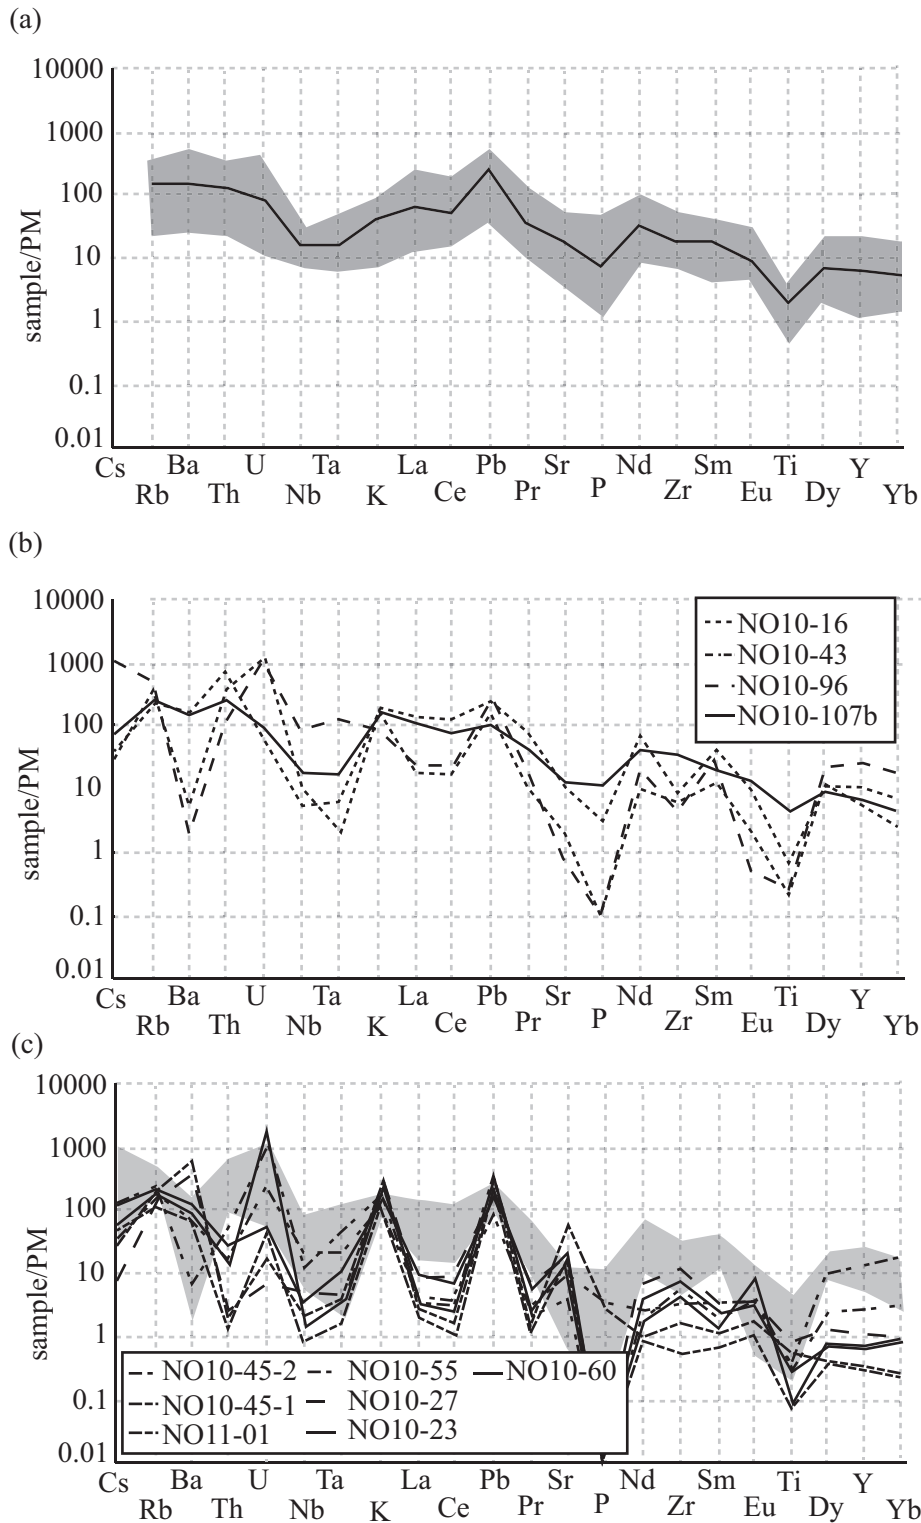 (a)
10000
1000
100
10
1
0.1
0.01
sample/PM
Cs Ba U Ta La Pb Sr Nd Sm Ti Y
Rb Th Nb K Ce Pr P Zr Eu Dy Yb
(b)
10000
1000
100
10
1
0.1
0.01
sample/PM
NO10-16
NO10-43
NO10-96
NO10-107b
Cs Ba U Ta La Pb Sr Nd Sm Ti Y
Rb Th Nb K Ce Pr P Zr Eu Dy Yb
(c)
10000
1000
100
10
1
0.1
0.01
sample/PM
NO10-45-2 NO10-55 NO10-60
NO10-45-1 NO10-27
NO11-01 NO10-23
Cs Ba U Ta La Pb Sr Nd Sm Ti Y
Rb Th Nb K Ce Pr P Zr Eu Dy Yb